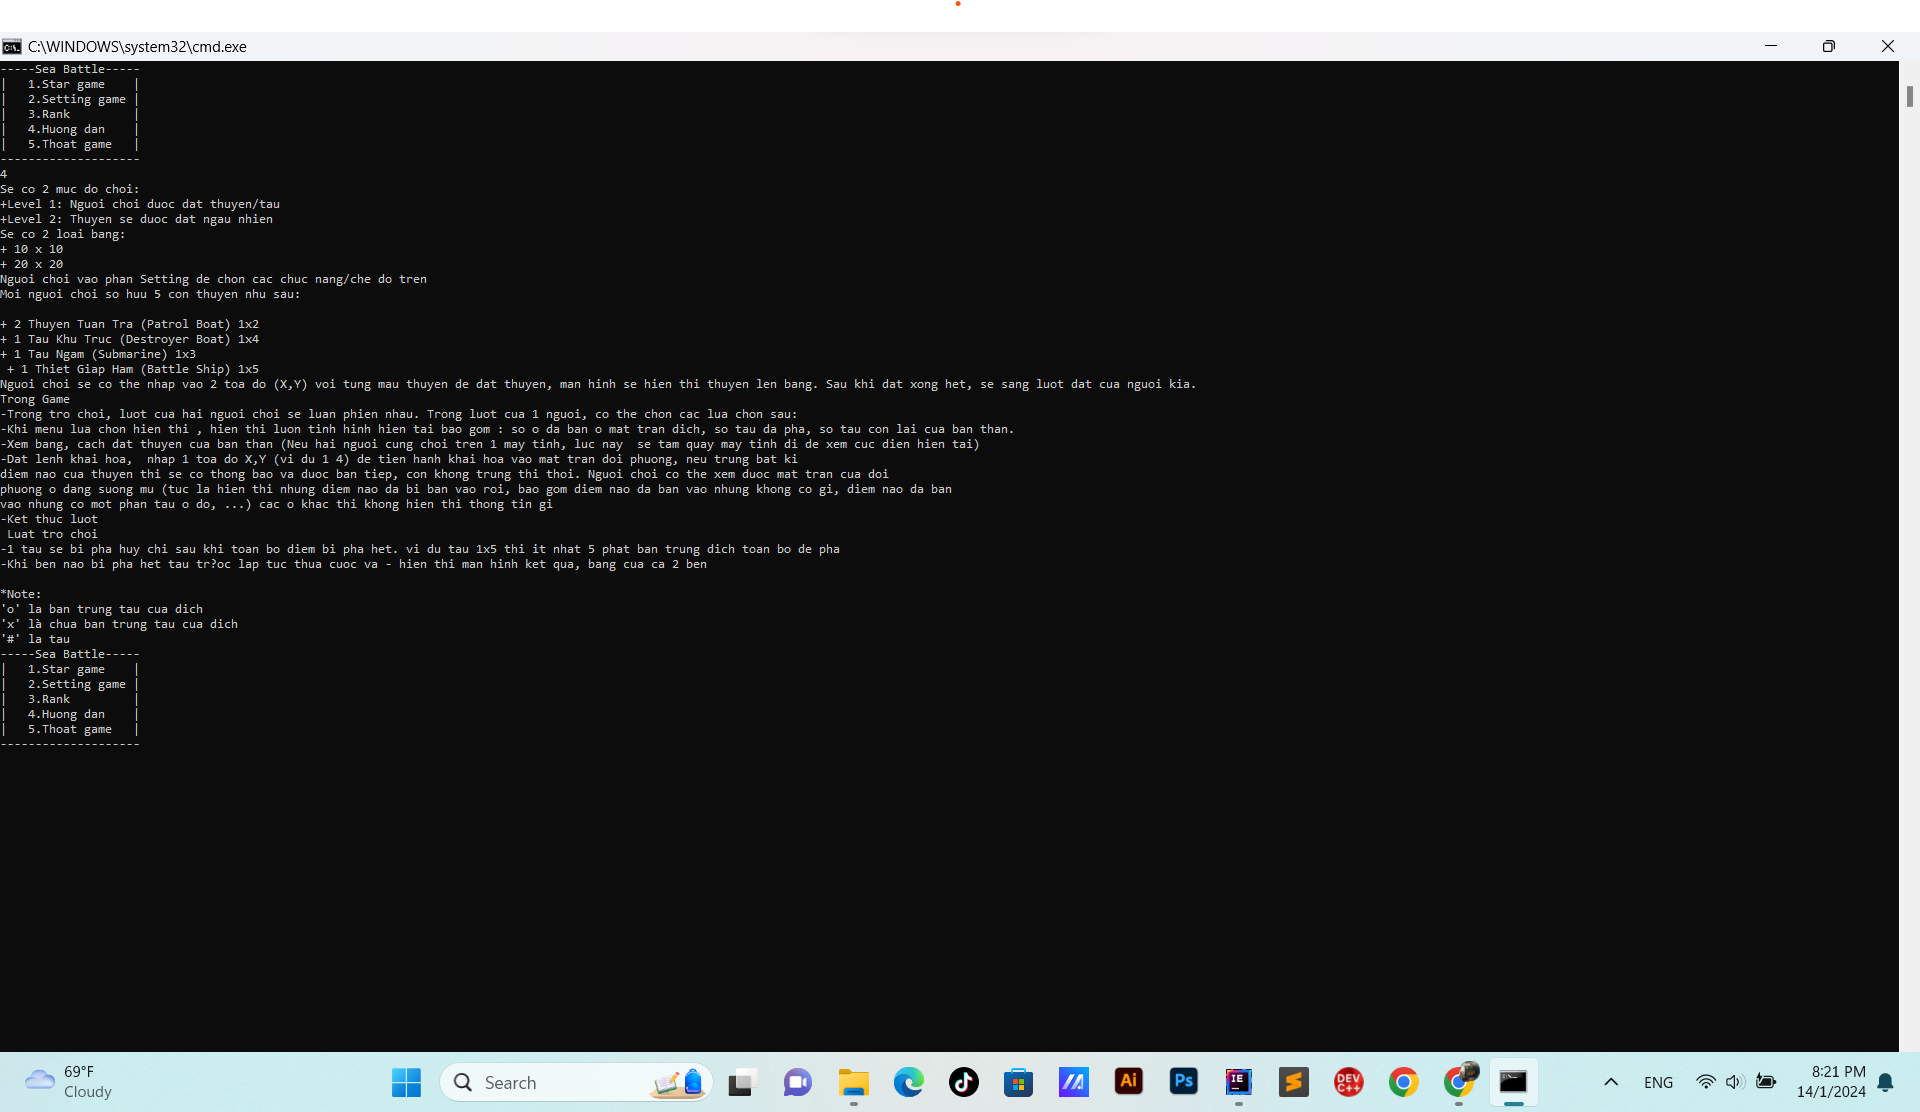 C:\WINDOWS\system32\cmd.exe
-----Sea Battle-----
|   1.Star game    |
|   2.Setting game |
|   3.Rank         |
|   4.Huong dan    |
|   5.Thoat game   |
--------------------
4
Se co 2 muc do choi:
+Level 1: Nguoi choi duoc dat thuyen/tau
+Level 2: Thuyen se duoc dat ngau nhien
Se co 2 loai bang:
+ 10 x 10
+ 20 x 20
Nguoi choi vao phan Setting de chon cac chuc nang/che do tren
Moi nguoi choi so huu 5 con thuyen nhu sau:
+ 2 Thuyen Tuan Tra (Patrol Boat) 1x2
+ 1 Tau Khu Truc (Destroyer Boat) 1x4
+ 1 Tau Ngam (Submarine) 1x3
 + 1 Thiet Giap Ham (Battle Ship) 1x5
Nguoi choi se co the nhap vao 2 toa do (X,Y) voi tung mau thuyen de dat thuyen, man hinh se hien thi thuyen len bang. Sau khi dat xong het, se sang luot dat cua nguoi kia.
Trong Game
-Trong tro choi, luot cua hai nguoi choi se luan phien nhau. Trong luot cua 1 nguoi, co the chon cac lua chon sau:
-Khi menu lua chon hien thi , hien thi luon tinh hinh hien tai bao gom : so o da ban o mat tran dich, so tau da pha, so tau con lai cua ban than.
-Xem bang, cach dat thuyen cua ban than (Neu hai nguoi cung choi tren 1 may tinh, luc nay  se tam quay may tinh di de xem cuc dien hien tai)
-Dat lenh khai hoa,  nhap 1 toa do X,Y (vi du 1 4) de tien hanh khai hoa vao mat tran doi phuong, neu trung bat ki
diem nao cua thuyen thi se co thong bao va duoc ban tiep, con khong trung thi thoi. Nguoi choi co the xem duoc mat tran cua doi
phuong o dang suong mu (tuc la hien thi nhung diem nao da bi ban vao roi, bao gom diem nao da ban vao nhung khong co gi, diem nao da ban
vao nhung co mot phan tau o do, ...) cac o khac thi khong hien thi thong tin gi
-Ket thuc luot
 Luat tro choi
-1 tau se bi pha huy chi sau khi toan bo diem bi pha het. vi du tau 1x5 thi it nhat 5 phat ban trung dich toan bo de pha
-Khi ben nao bi pha het tau tr?oc lap tuc thua cuoc va - hien thi man hinh ket qua, bang cua ca 2 ben
*Note:
'o' la ban trung tau cua dich
'x' là chua ban trung tau cua dich
'#' la tau
-----Sea Battle-----
|   1.Star game    |
|   2.Setting game |
|   3.Rank         |
|   4.Huong dan    |
|   5.Thoat game   |
--------------------
69°F
Cloudy
Search
Ai
Ps
IE
DEV
C++
ENG
8:21 PM
14/1/2024